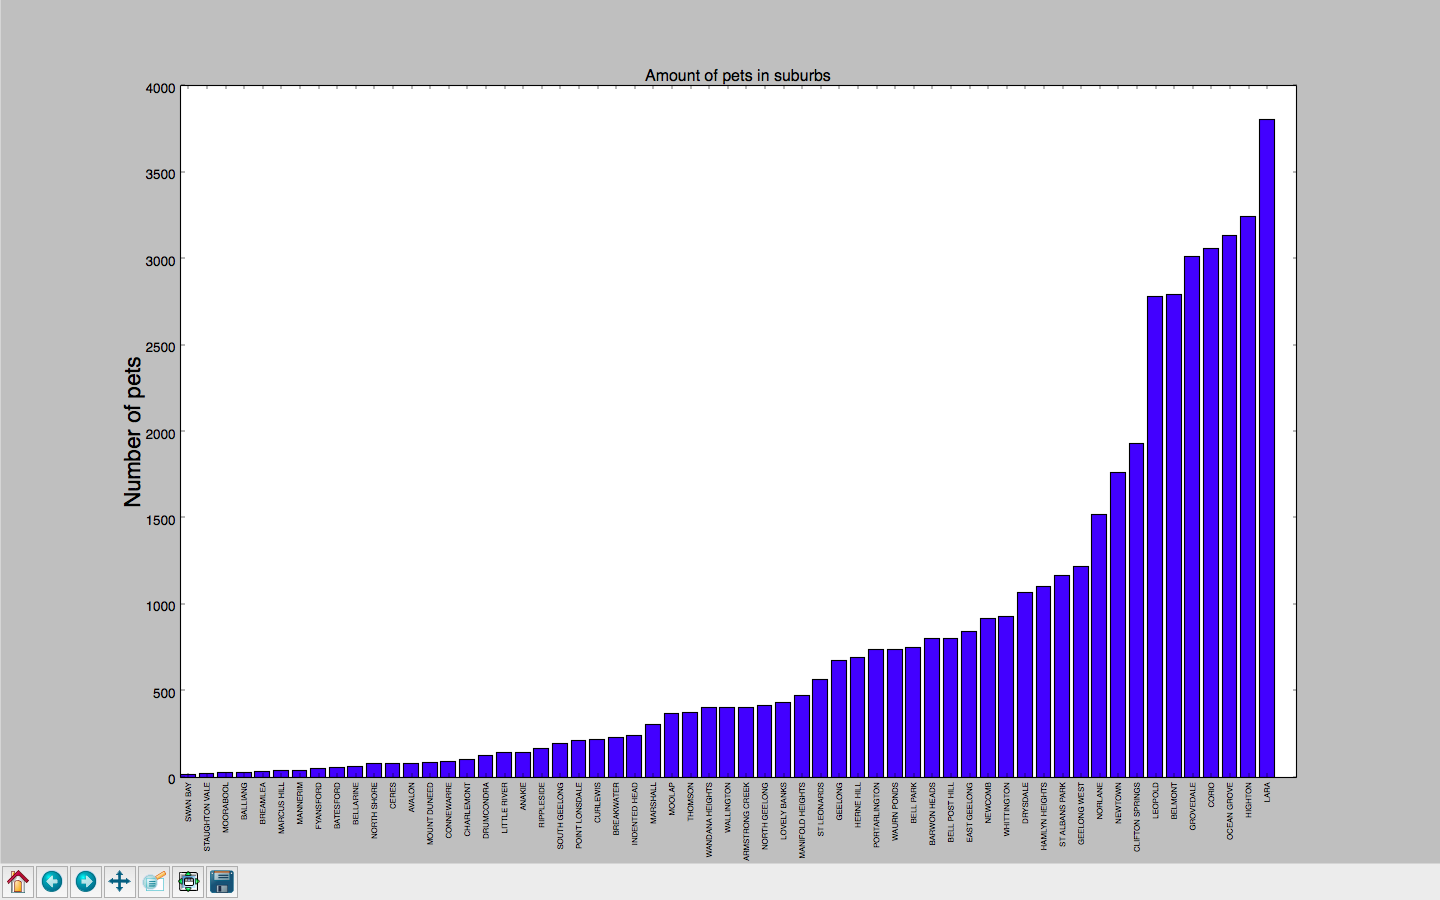 Amount of pets in suburbs
4000
3500
3000
2500
2000
1500
1000
500
0
Number of pets
SWAN BAY
STAUGHTON VALE
MOORABOOL
BALLIANG
BREAMLEA
MARCUS HILL
MANNERIM
FYANSFORD
BATESFORD
BELLARINE
NORTH SHORE
CERES
AVALON
MOUNT DUNEED
CONNEWARRE
CHARLEMONT
DRUMCONDRA
LITTLE RIVER
ANAKIE
RIPPLESIDE
SOUTH GEELONG
POINT LONSDALE
CURLEWIS
BREAKWATER
INDENTED HEAD
MARSHALL
MOOLAP
THOMSON
WANDANA HEIGHTS
WALLINGTON
ARMSTRONG CREEK
NORTH GEELONG
LOVELY BANKS
MANIFOLD HEIGHTS
ST LEONARDS
GEELONG
HERNE HILL
PORTARLINGTON
WAURN PONDS
BELL PARK
BARWON HEADS
BELL POST HILL
EAST GEELONG
NEWCOMB
WHITTINGTON
DRYSDALE
HAMLYN HEIGHTS
ST ALBANS PARK
GEELONG WEST
NORLANE
NEWTOWN
CLIFTON SPRINGS
LEOPOLD
BELMONT
GROVEDALE
CORIO
OCEAN GROVE
HIGHTON
LARA